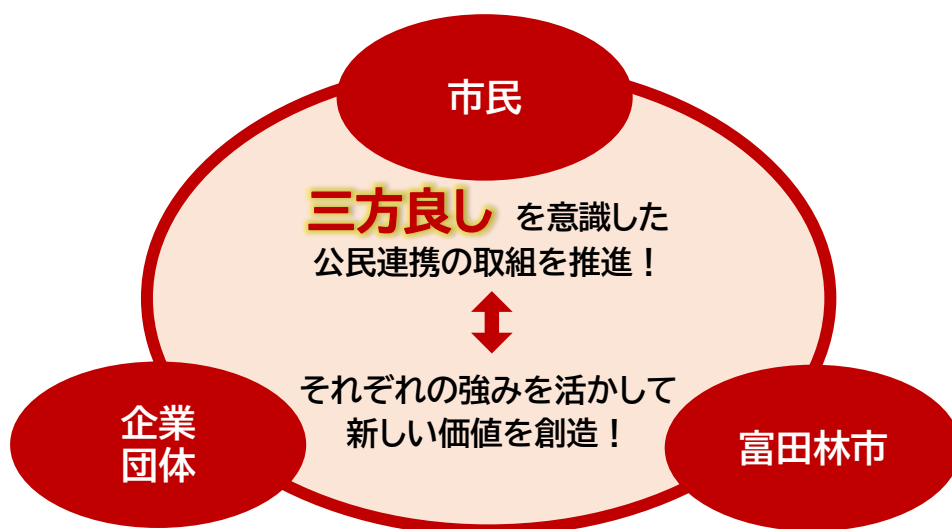 市民
三方良し を意識した
公民連携の取組を推進！
それぞれの強みを活かして
新しい価値を創造！
企業
団体
富田林市